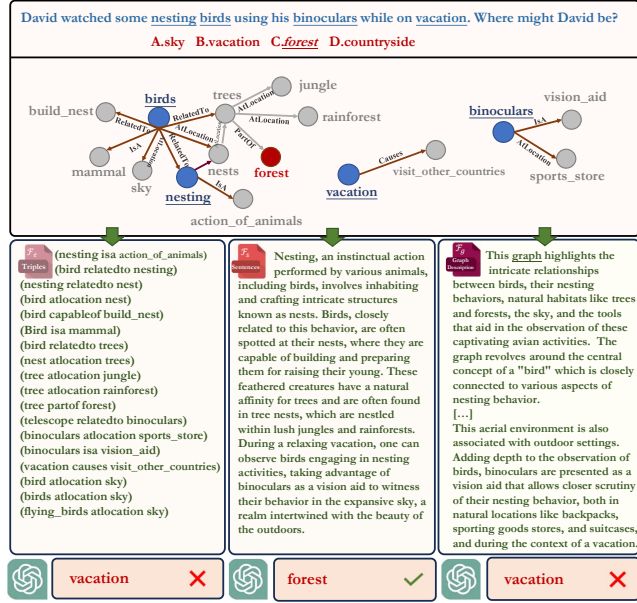 David watched some nesting birds using his binoculars while on vacation. Where might David be?
A.sky B.vacation C.forest D.countryside
build_nest
birds
trees
jungle
rainforest
mammal
sky
nesting
nests
forest
action_of_animals
RelatedTo
RelatedTo
AtLocation
AtLocation
AtLocation
PartOf
IsA
RelatedTo
IsA
binoculars
vision_aid
IsA
AtLocation
sports_store
vacation
Causes
visit_other_countries
Triples
(nesting isa action_of_animals)
(bird relatedto nesting)
(nesting relatedto nest)
(bird atlocation nest)
(bird capableof build_nest)
(Bird isa mammal)
(bird relatedto trees)
(nest atlocation trees)
(tree atlocation jungle)
(tree atlocation rainforest)
(tree partof forest)
(telescope relatedto binoculars)
(binoculars atlocation sports_store)
(binoculars isa vision_aid)
(vacation causes visit_other_countries)
(bird atlocation sky)
(birds atlocation sky)
(flying_birds atlocation sky)
Sentences
Nesting, an instinctual action
performed by various animals,
including birds, involves inhabiting
and crafting intricate structures
known as nests. Birds, closely
related to this behavior, are often
spotted at their nests, where they are
capable of building and preparing
them for raising their young. These
feathered creatures have a natural
affinity for trees and are often found
in tree nests, which are nestled
within lush jungles and rainforests.
During a relaxing vacation, one can
observe birds engaging in nesting
activities, taking advantage of
binoculars as a vision aid to witness
their behavior in the expansive sky, a
realm intertwined with the beauty of
the outdoors.
Graph
Description
This graph highlights the
intricate relationships
between birds, their nesting
behaviors, natural habitats like trees
and forests, the sky, and the tools
that aid in the observation of these
captivating avian activities. The
graph revolves around the central
concept of a "bird" which is closely
connected to various aspects of
nesting behavior.
[…]
This aerial environment is also
associated with outdoor settings.
Adding depth to the observation of
birds, binoculars are presented as a
vision aid that allows closer scrutiny
of their nesting behavior, both in
natural locations like backpacks,
sporting goods stores, and suitcases,
and during the context of a vacation.
vacation
forest
vacation